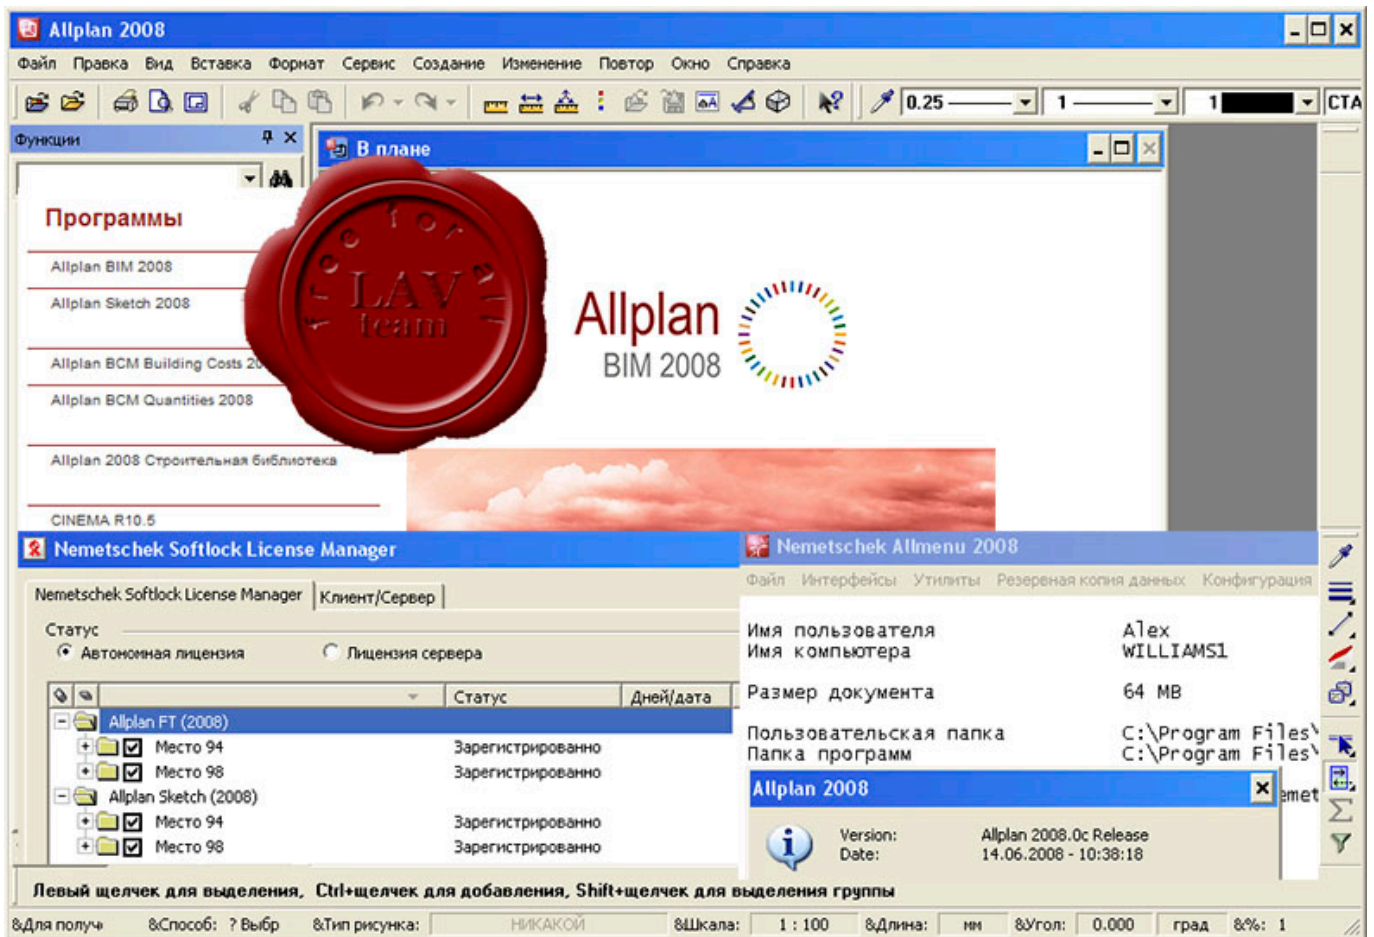 Allplan 2008
Файл Правка Вид Вставка Формат Сервис Создание Изменение Повтор Окно Справка
0.25 1 1 СТА
Функции
В плане
Программы
Allplan BIM 2008
Allplan Sketch 2008
Allplan BCM Building Costs 20
Allplan BCM Quantities 2008
Allplan 2008 Строительная библиотека
CINEMA R10.5
free for all
LAV
team
Allplan
BIM 2008
Nemetschek Softlock License Manager
Nemetschek Softlock License Manager Клиент/Сервер
Статус
Автономная лицензия Лицензия сервера
Статус Дней/дата
Allplan FT (2008)
Место 94 Зарегистрированно
Место 98 Зарегистрированно
Allplan Sketch (2008)
Место 94 Зарегистрированно
Место 98 Зарегистрированно
Nemetschek Allmenu 2008
Файл Интерфейсы Утилиты Резервная копия данных Конфигурация
Имя пользователя Alex
Имя компьютера WILLIAMS1
Размер документа 64 MB
Пользовательская папка C:\Program Files\
Папка программ C:\Program Files\
emet
Allplan 2008
Version: Allplan 2008.0c Release
Date: 14.06.2008 - 10:38:18
Левый щелчек для выделения, Ctrl+щелчек для добавления, Shift+щелчек для выделения группы
&Для получ &Способ: ? Выбр &Тип рисунка: НИКАКОЙ &Шкала: 1 : 100 &Длина: мм &Угол: 0.000 град &%: 1